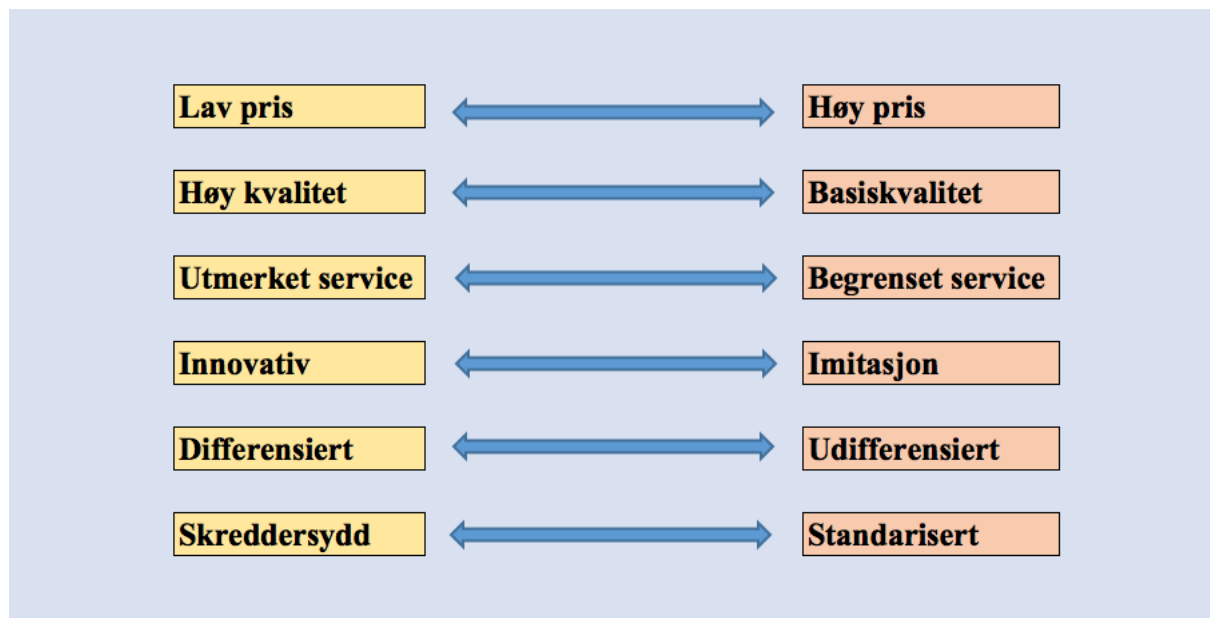 Lav pris
Høy pris
Høy kvalitet
Basiskvalitet
Utmerket service
Begrenset service
Innovativ
Imitasjon
Differensiert
Udifferensiert
Skreddersydd
Standarisert